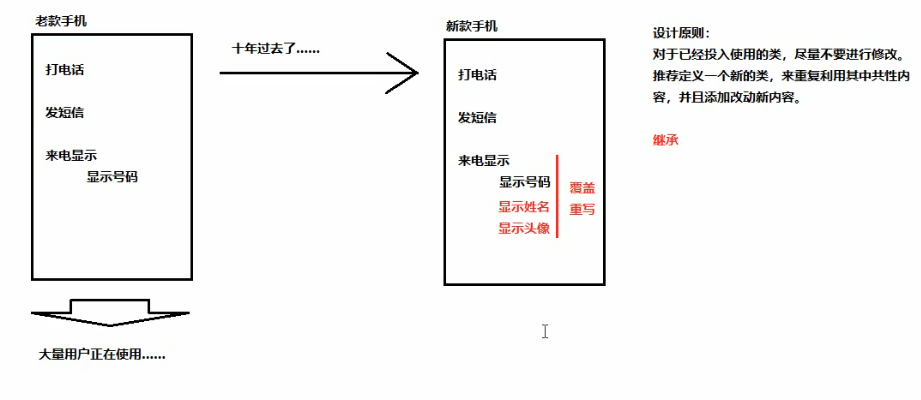 老款手机
打电话
发短信
来电显示
显示号码
大量用户正在使用......
十年过去了......
新款手机
打电话
发短信
来电显示
显示号码
显示姓名
显示头像
覆盖
重写
设计原则：
对于已经投入使用的类，尽量不要进行修改。
推荐定义一个新的类，来重复利用其中共性内
容，并且添加改动新内容。
继承